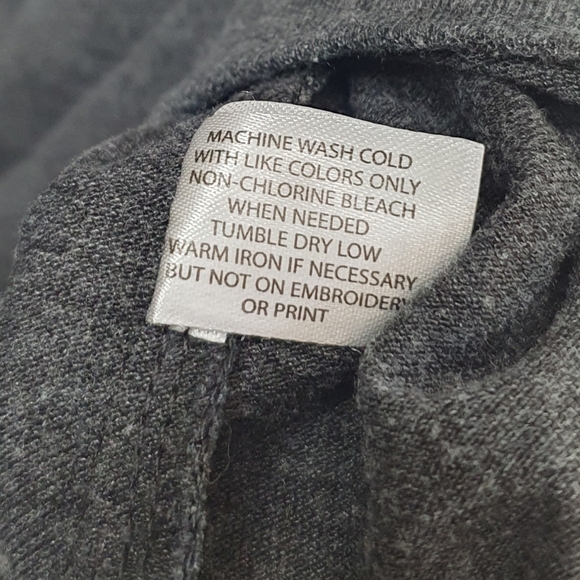 MACHINE WASH COLD
WITH LIKE COLORS ONLY
NON-CHLORINE BLEACH
WHEN NEEDED
TUMBLE DRY LOW
WARM IRON IF NECESSARY
BUT NOT ON EMBROIDERY
OR PRINT